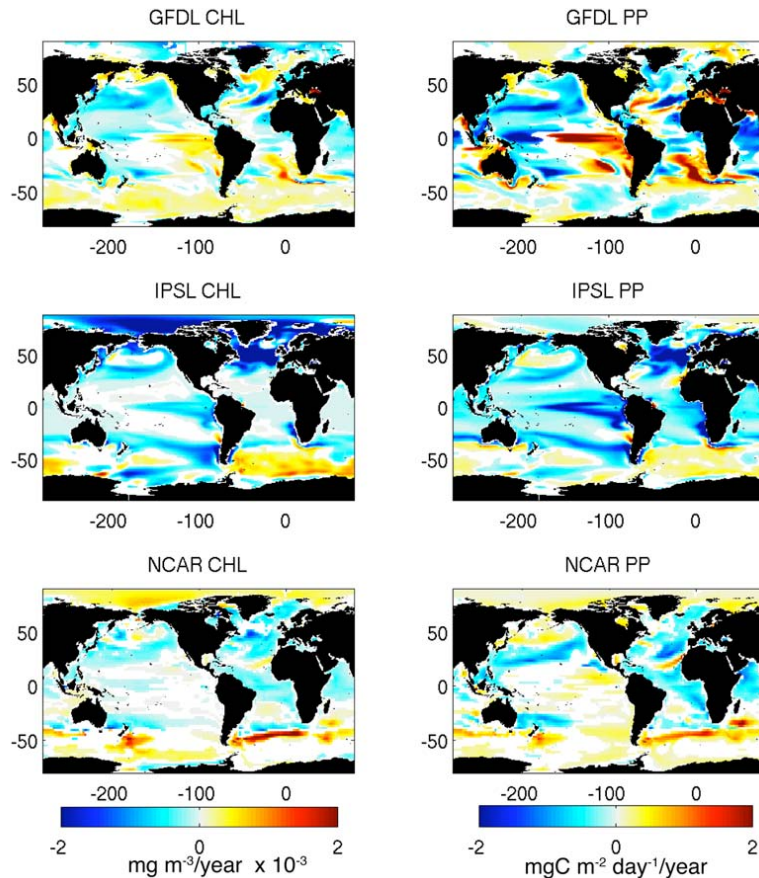 GFDL CHL GFDL PP
50 50
0 0
-50 -50
-200 -100 0 -200 -100 0
IPSL CHL IPSL PP
50 50
0 0
-50 -50
-200 -100 0 -200 -100 0
NCAR CHL NCAR PP
50 50
0 0
-50 -50
-200 -100 0 -200 -100 0
-2 0 2 -2 0 2
mg m⁻³/year x 10⁻³ mgC m⁻² day⁻¹/year